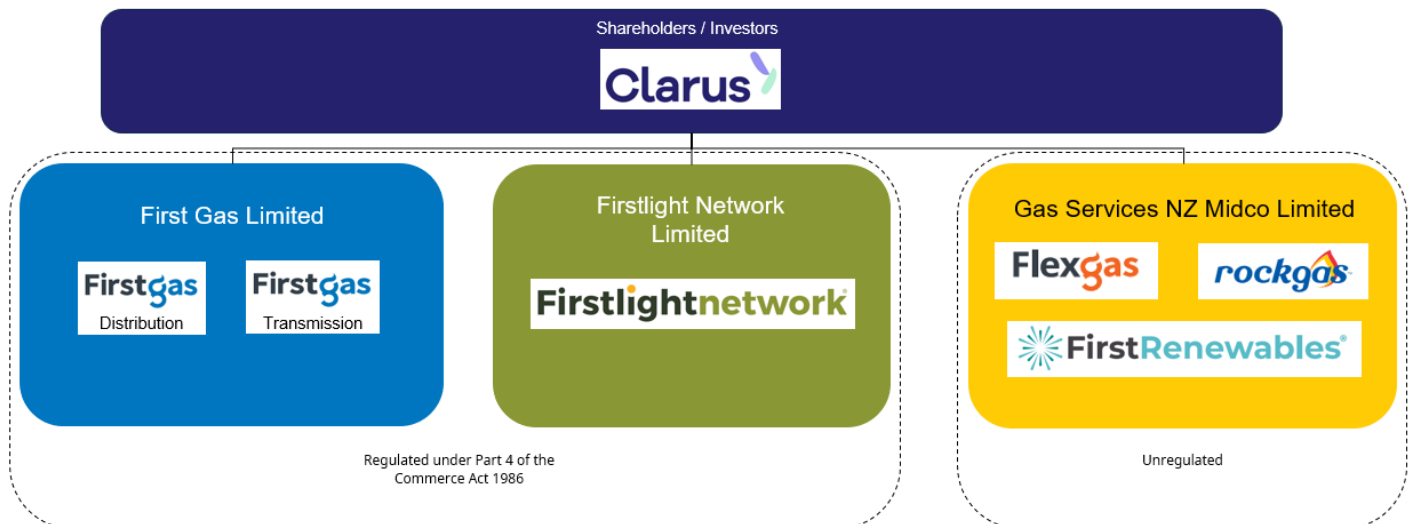 Shareholders / Investors
Clarus
First Gas Limited
Firstgas
Distribution
Firstgas
Transmission
Firstlight Network
Limited
Firstlightnetwork®
Gas Services NZ Midco Limited
Flexgas
rockgas™
FirstRenewables®
Regulated under Part 4 of the
Commerce Act 1986
Unregulated